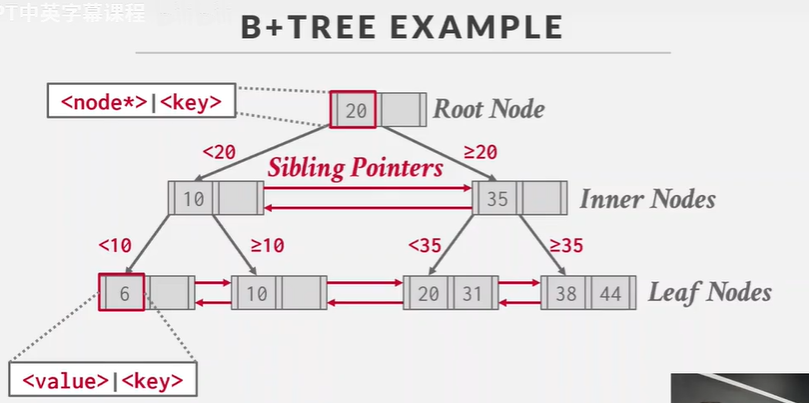 PT中英字幕课程
B+TREE EXAMPLE
<node*>|<key>
20
Root Node
<20
≥20
Sibling Pointers
10
35
Inner Nodes
<10
≥10
<35
≥35
6
10
20 31
38 44
Leaf Nodes
<value>|<key>